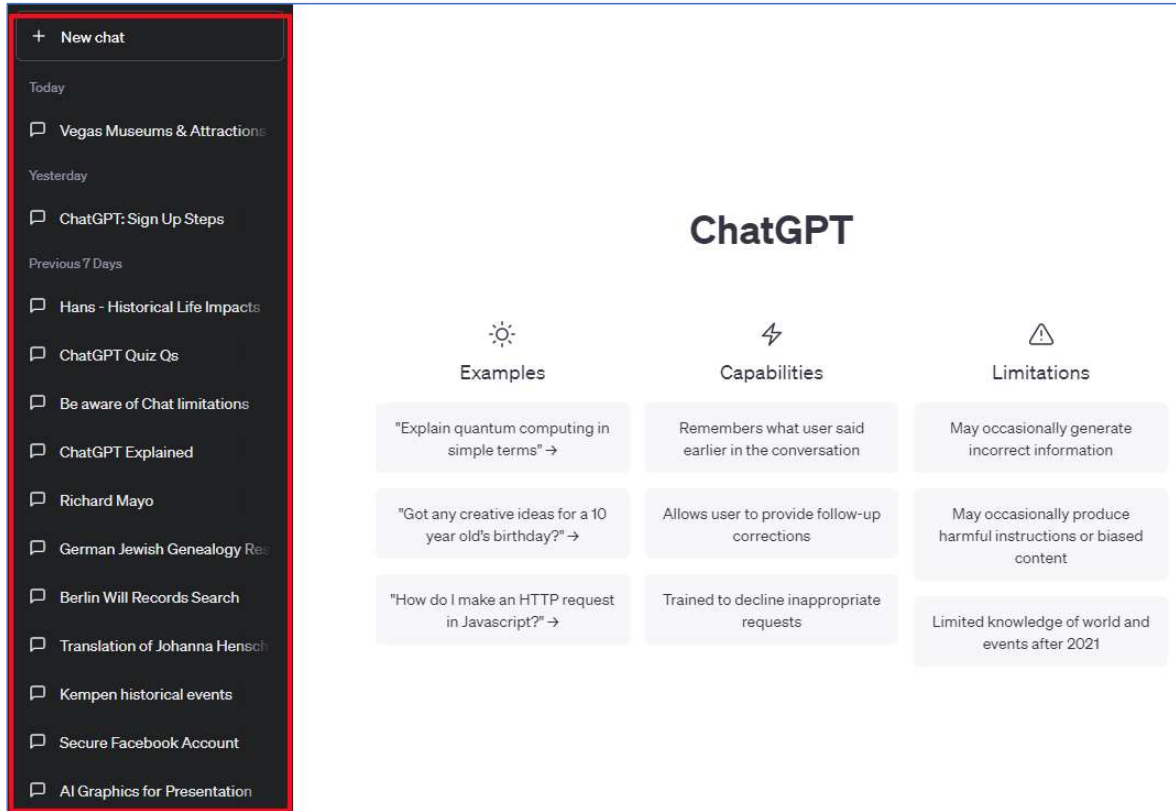 + New chat
Today
Vegas Museums & Attractions
Yesterday
ChatGPT: Sign Up Steps
Previous 7 Days
Hans - Historical Life Impacts
ChatGPT Quiz Qs
Be aware of Chat limitations
ChatGPT Explained
Richard Mayo
German Jewish Genealogy Res
Berlin Will Records Search
Translation of Johanna Hensch
Kempen historical events
Secure Facebook Account
AI Graphics for Presentation
ChatGPT
Examples
"Explain quantum computing in
simple terms" →
"Got any creative ideas for a 10
year old's birthday?" →
"How do I make an HTTP request
in Javascript?" →
Capabilities
Remembers what user said
earlier in the conversation
Allows user to provide follow-up
corrections
Trained to decline inappropriate
requests
Limitations
May occasionally generate
incorrect information
May occasionally produce
harmful instructions or biased
content
Limited knowledge of world and
events after 2021